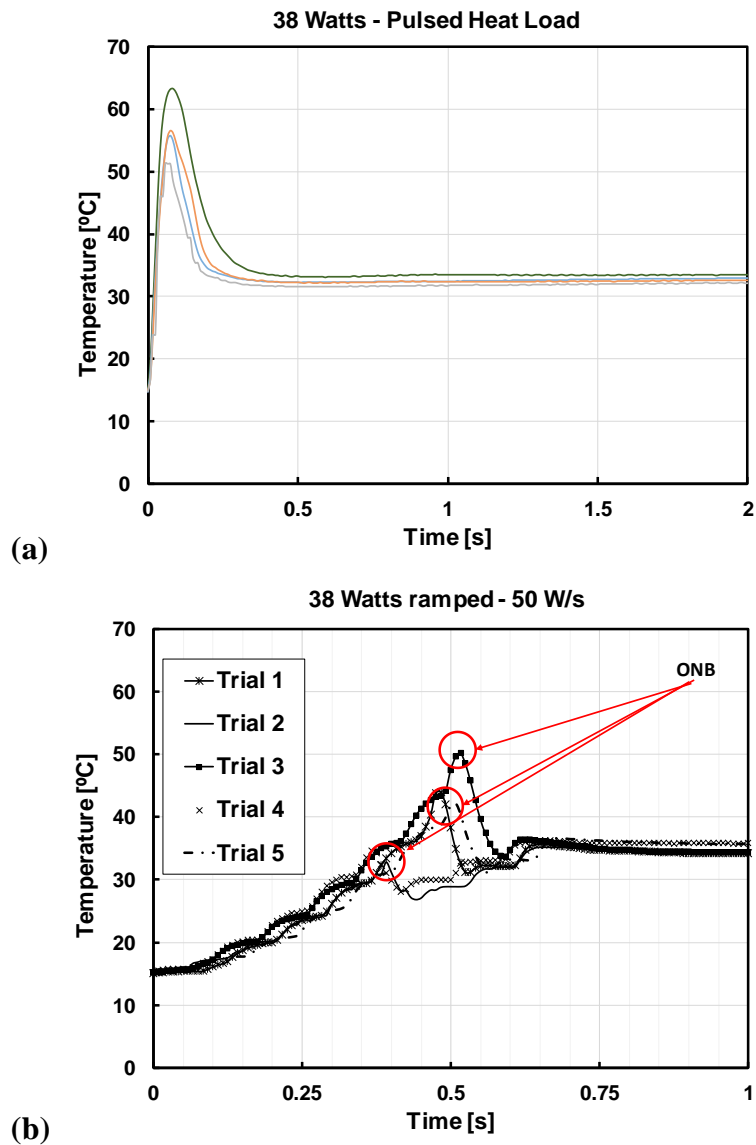 38 Watts - Pulsed Heat Load
70
60
50
40
30
20
10
0
Temperature [ºC]
0 0.5 1 1.5 2
Time [s]
(a)
38 Watts ramped - 50 W/s
70
60
50
40
30
20
10
0
Temperature [ºC]
Trial 1
Trial 2
Trial 3
Trial 4
Trial 5
ONB
0 0.25 0.5 0.75 1
Time [s]
(b)